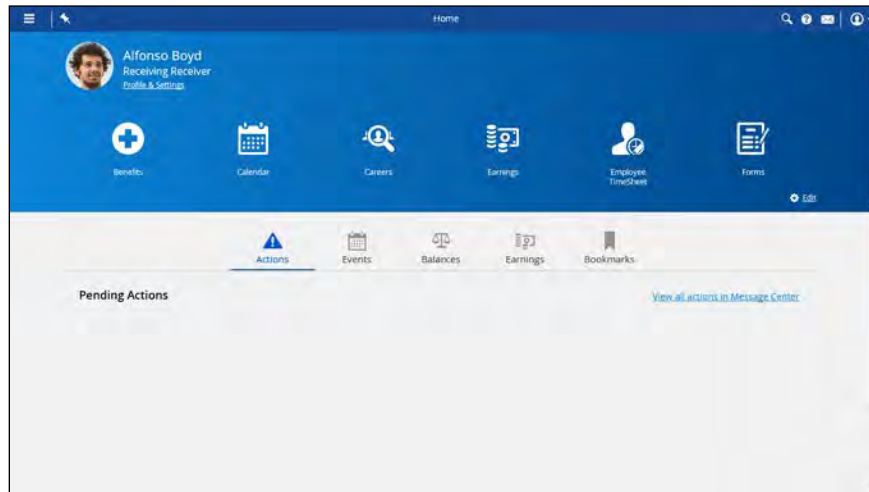 Home
Alfonso Boyd
Receiving Receiver
Profile & Settings
Benefits
Calendar
Careers
Earnings
Employee
TimeSheet
Forms
Edit
Actions
Events
Balances
Earnings
Bookmarks
Pending Actions
View all actions in Message Center